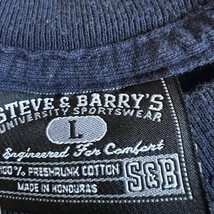 STEVE & BARRY'S
UNIVERSITY SPORTSWEAR
L
Engineered For Comfort
100% PRESHRUNK COTTON
MADE IN HONDURAS
S&B